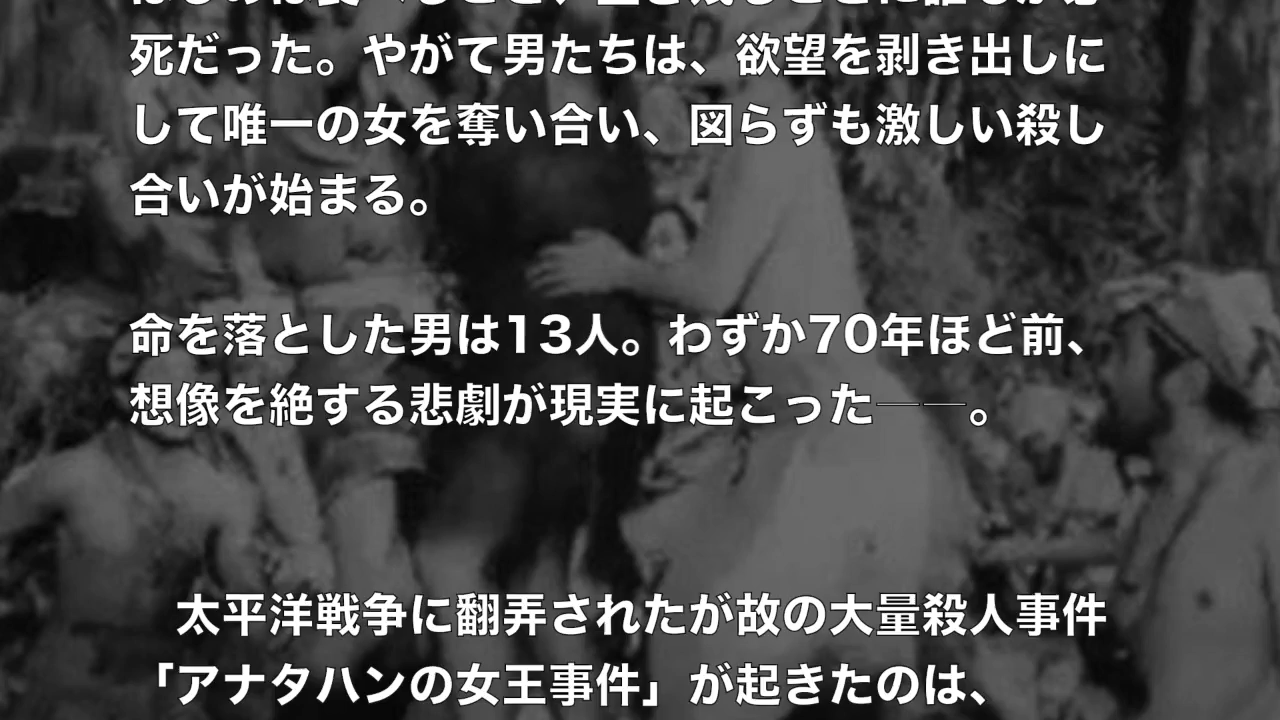 死だった。やがて男たちは、欲望を剥き出しに
して唯一の女を奪い合い、図らずも激しい殺し
合いが始まる。
命を落とした男は13人。わずか70年ほど前、
想像を絶する悲劇が現実に起こった——。
太平洋戦争に翻弄されたが故の大量殺人事件
「アナタハンの女王事件」が起きたのは、